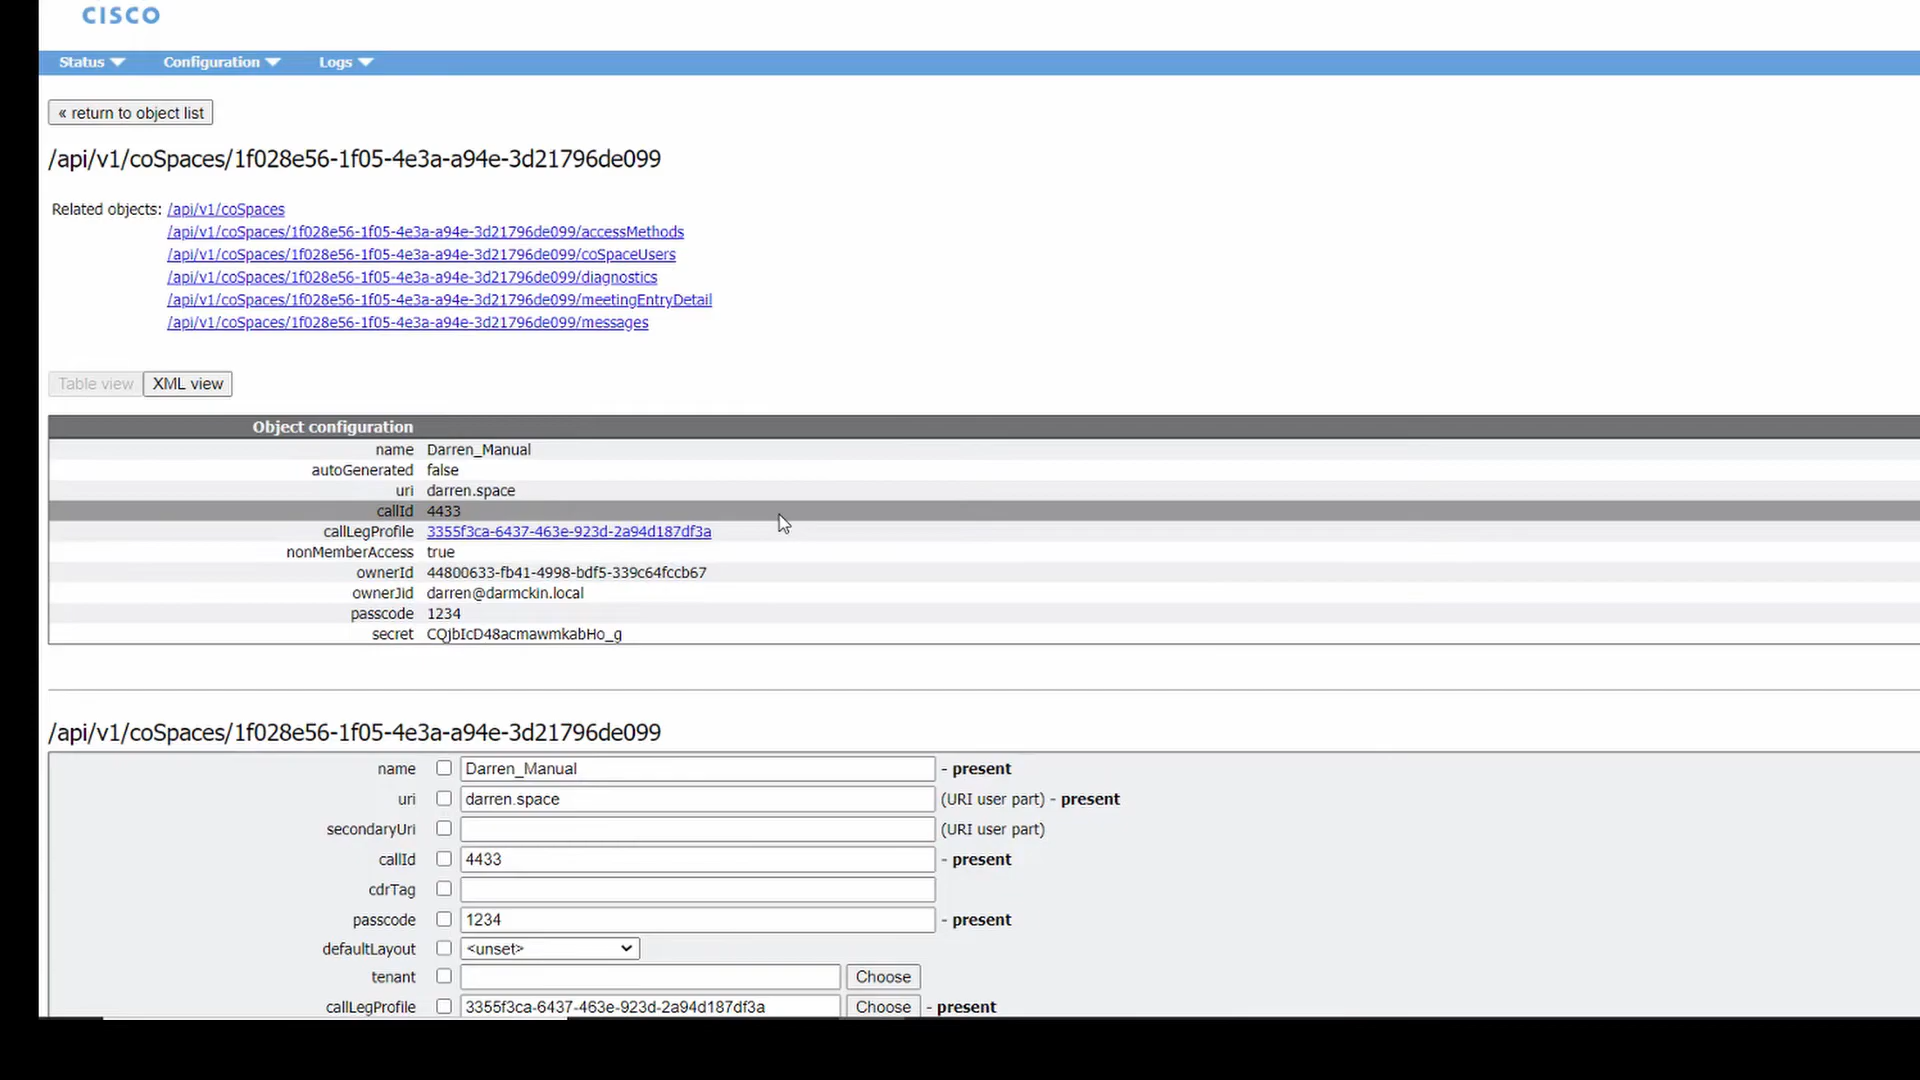 CISCO
Status Configuration Logs
« return to object list
/api/v1/coSpaces/1f028e56-1f05-4e3a-a94e-3d21796de099
Related objects: /api/v1/coSpaces
/api/v1/coSpaces/1f028e56-1f05-4e3a-a94e-3d21796de099/accessMethods
/api/v1/coSpaces/1f028e56-1f05-4e3a-a94e-3d21796de099/coSpaceUsers
/api/v1/coSpaces/1f028e56-1f05-4e3a-a94e-3d21796de099/diagnostics
/api/v1/coSpaces/1f028e56-1f05-4e3a-a94e-3d21796de099/meetingEntryDetail
/api/v1/coSpaces/1f028e56-1f05-4e3a-a94e-3d21796de099/messages
Table view XML view
Object configuration
name Darren_Manual
autoGenerated false
uri darren.space
callId 4433
callLegProfile 3355f3ca-6437-463e-923d-2a94d187df3a
nonMemberAccess true
ownerId 44800633-fb41-4998-bdf5-339c64fccb67
ownerJid darren@darmckin.local
passcode 1234
secret CQjbIcD48acmawmkabHo_g
/api/v1/coSpaces/1f028e56-1f05-4e3a-a94e-3d21796de099
name Darren_Manual - present
uri darren.space (URI user part) - present
secondaryUri (URI user part)
callId 4433 - present
cdrTag
passcode 1234 - present
defaultLayout <unset>
tenant Choose
callLegProfile 3355f3ca-6437-463e-923d-2a94d187df3a Choose - present